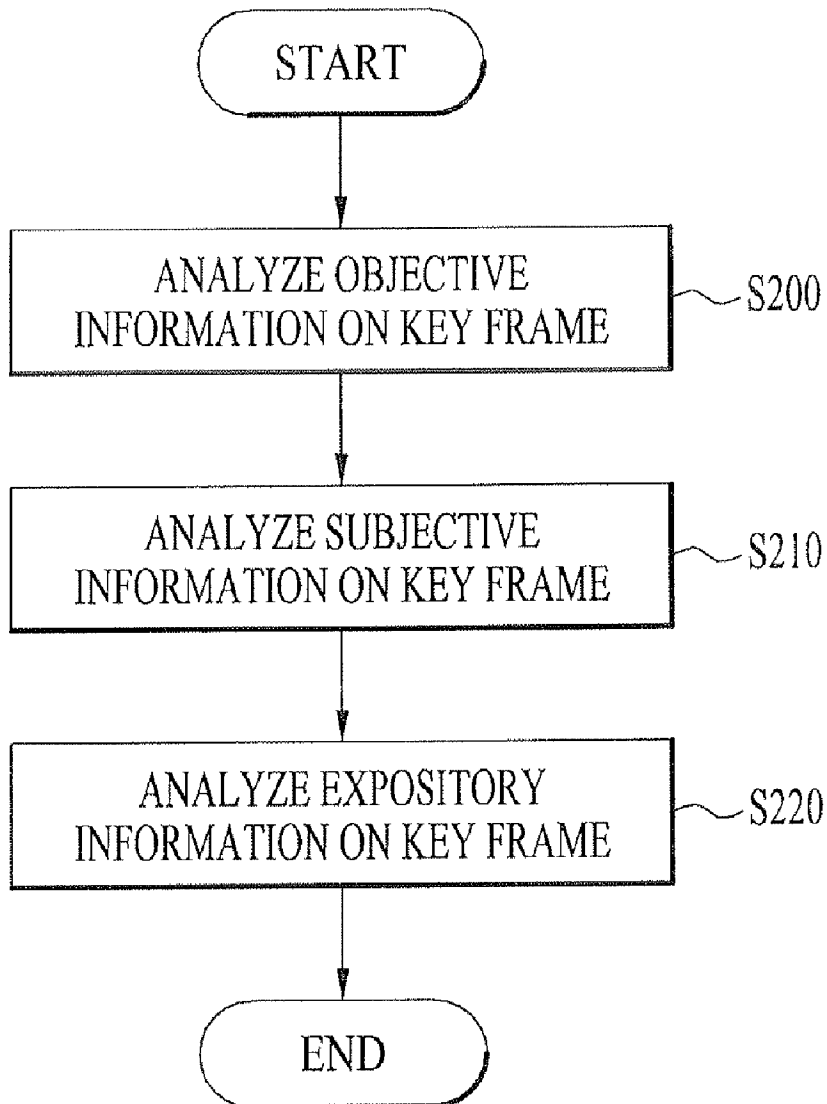 START
ANALYZE OBJECTIVE
INFORMATION ON KEY FRAME
S200
ANALYZE SUBJECTIVE
INFORMATION ON KEY FRAME
S210
ANALYZE EXPOSITORY
INFORMATION ON KEY FRAME
S220
END